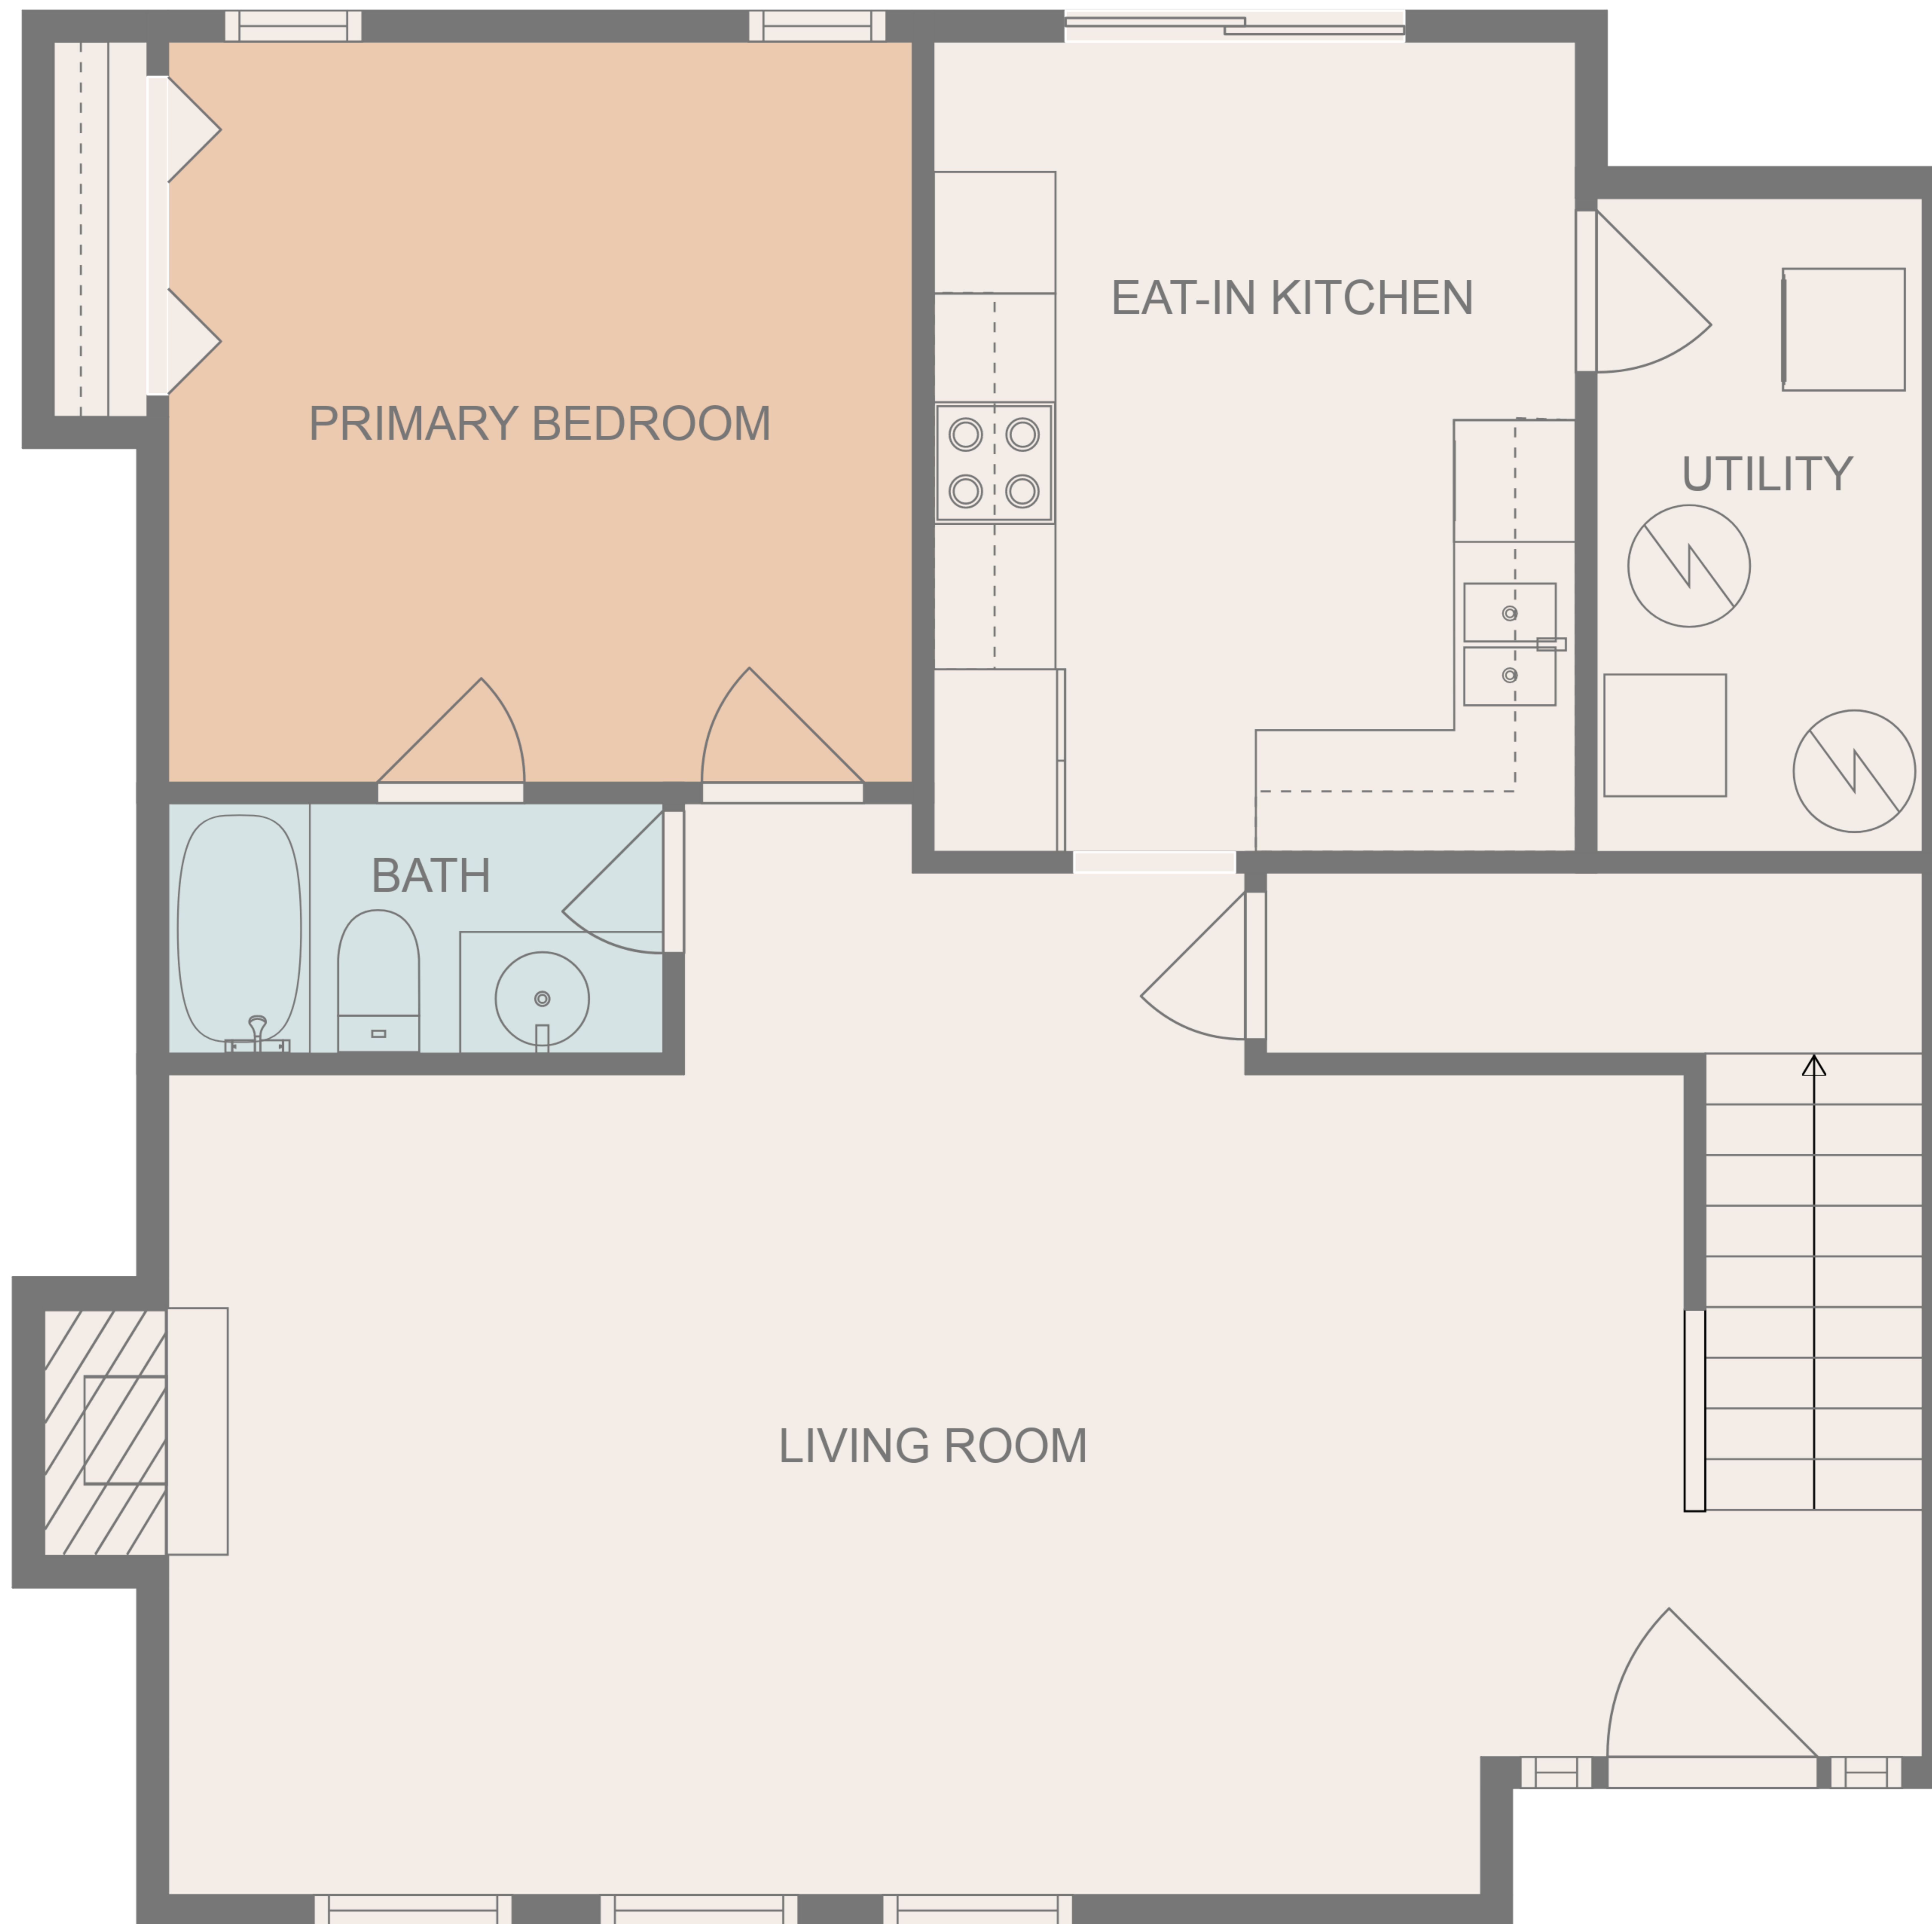 EAT-IN KITCHEN
PRIMARY BEDROOM
UTILITY
BATH
LIVING ROOM